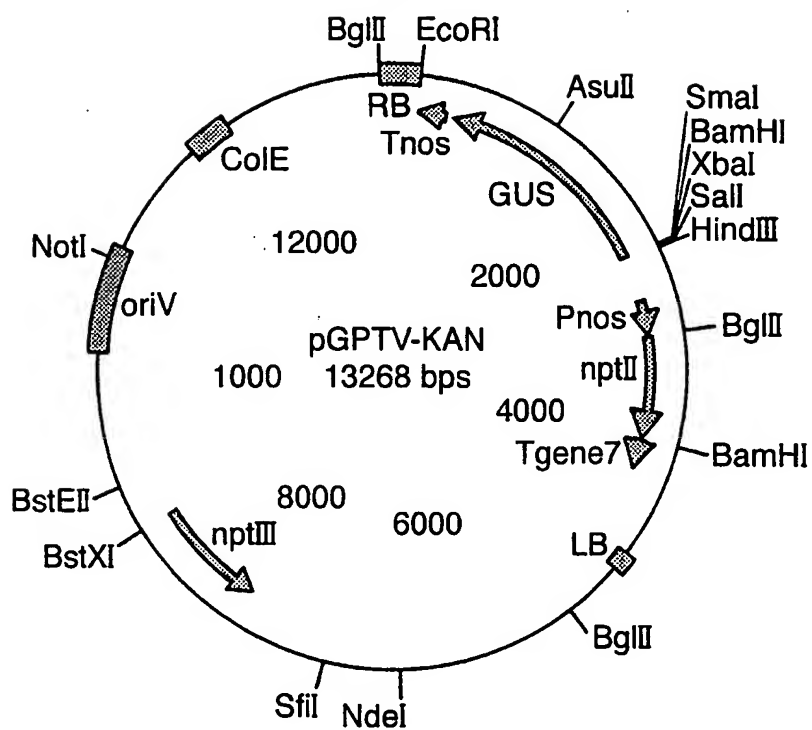 BglII
EcoRI
RB
Tnos
AsuII
SmaI
BamHI
XbaI
SalI
HindIII
ColE
GUS
NotI
oriV
12000
2000
Pnos
BglII
pGPTV-KAN
13268 bps
nptII
1000
4000
Tgene7
BamHI
BstEII
BstXI
nptIII
8000
6000
LB
BglII
SfiI
NdeI